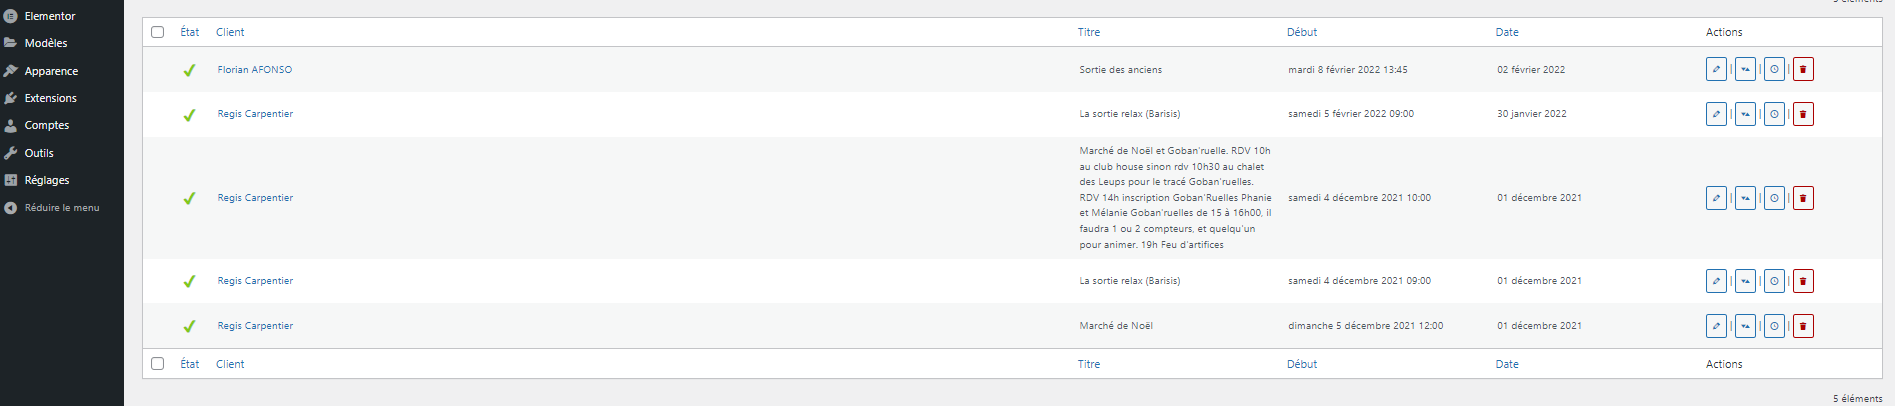 5 éléments
Elementor
Modèles
Apparence
Extensions
Comptes
Outils
Réglages
Réduire le menu
État Client Titre Début Date Actions
Florian AFONSO Sortie des anciens mardi 8 février 2022 13:45 02 février 2022 | | |
Regis Carpentier La sortie relax (Barisis) samedi 5 février 2022 09:00 30 janvier 2022 | | |
Marché de Noël et Goban'ruelle. RDV 10h
au club house sinon rdv 10h30 au chalet
des Leups pour le tracé Goban'ruelles.
Regis Carpentier RDV 14h inscription Goban'Ruelles Phanie samedi 4 décembre 2021 10:00 01 décembre 2021 | | |
et Mélanie Goban'ruelles de 15 à 16h00, il
faudra 1 ou 2 compteurs, et quelqu'un
pour animer. 19h Feu d'artifices
Regis Carpentier La sortie relax (Barisis) samedi 4 décembre 2021 09:00 01 décembre 2021 | | |
Regis Carpentier Marché de Noël dimanche 5 décembre 2021 12:00 01 décembre 2021 | | |
État Client Titre Début Date Actions
5 éléments